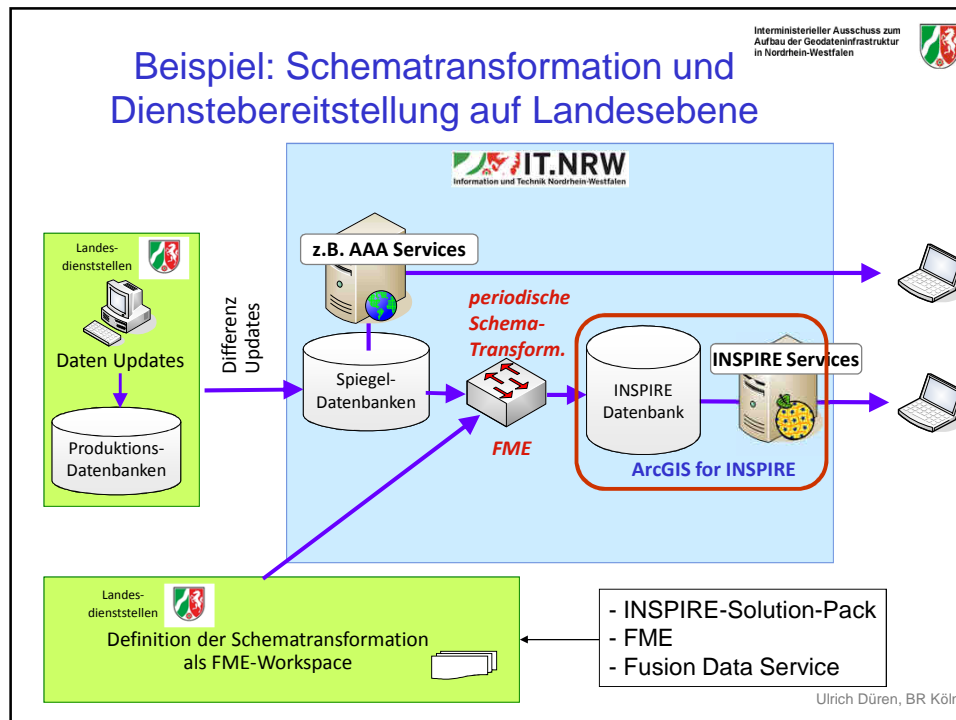 Interministerieller Ausschuss zum
Aufbau der Geodateninfrastruktur
in Nordrhein-Westfalen
Beispiel: Schematransformation und
Dienstebereitstellung auf Landesebene
IT.NRW
Information und Technik Nordrhein-Westfalen
Landes-
dienststellen
Daten Updates
Produktions-
Datenbanken
Differenz
Updates
z.B. AAA Services
Spiegel-
Datenbanken
periodische
Schema-
Transform.
FME
INSPIRE
Datenbank
INSPIRE Services
ArcGIS for INSPIRE
Landes-
dienststellen
Definition der Schematransformation
als FME-Workspace
- INSPIRE-Solution-Pack
- FME
- Fusion Data Service
Ulrich Düren, BR Köln